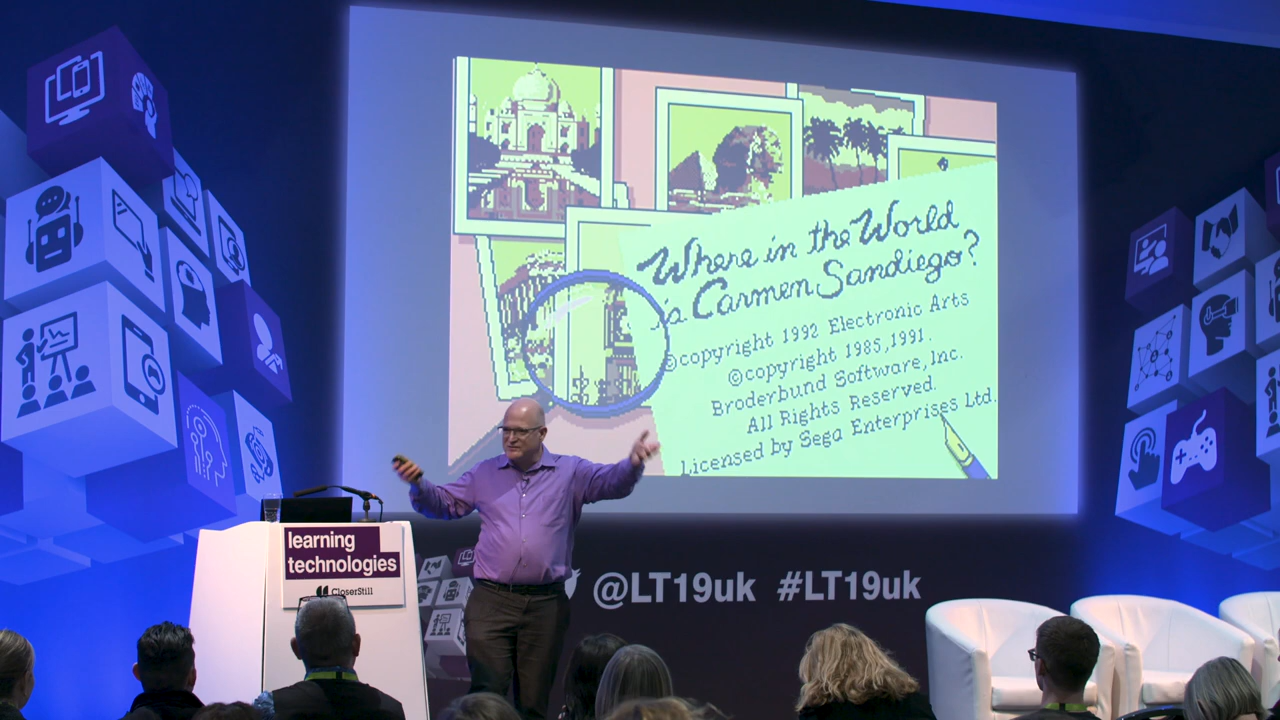 Where in the World
is Carmen Sandiego?
©copyright 1992 Electronic Arts
©copyright 1985,1991.
Broderbund Software, Inc.
All Rights Reserved.
Licensed by Sega Enterprises Ltd.
learning
technologies
CloserStill
@LT19uk #LT19uk